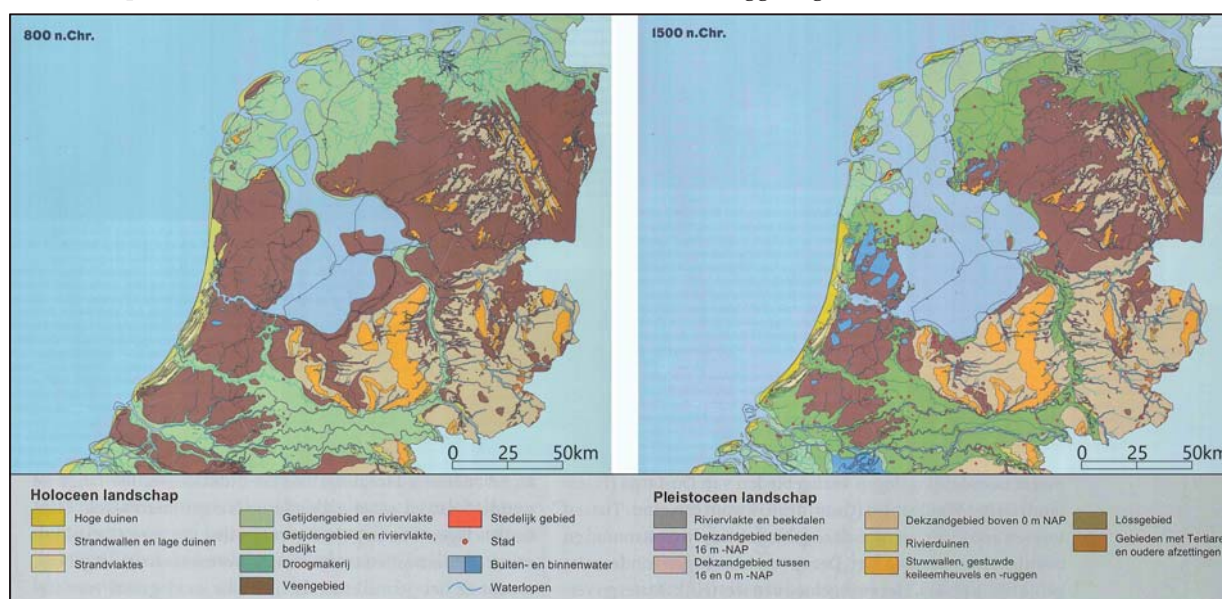 800 n.Chr.
1500 n.Chr.
0 25 50km
0 25 50km
Holoceen landschap
Hoge duinen
Strandwallen en lage duinen
Strandvlaktes
Getijdengebied en riviervlakte
Getijdengebied en riviervlakte,
bedijkt
Droogmakerij
Veengebied
Stedelijk gebied
Stad
Buiten- en binnenwater
Waterlopen
Pleistoceen landschap
Riviervlakte en beekdalen
Dekzandgebied beneden
16 m -NAP
Dekzandgebied tussen
16 en 0 m -NAP
Dekzandgebied boven 0 m NAP
Rivierduinen
Stuwwallen, gestuwde
keileemheuvels en -ruggen
Lössgebied
Gebieden met Tertiare
en oudere afzettingen